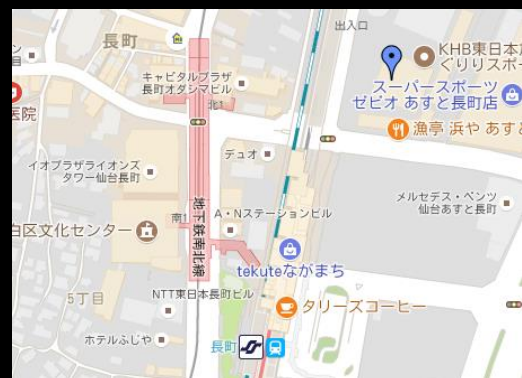 出入口
長町
KHB東日本
ぐりりスポー
キャピタルプラザ
長町オダシマビル
北1
スーパースポーツ
ゼビオ あすと長町店
医院
漁亭 浜や あすと
デュオ
イオプラザライオンズ
タワー仙台長町
メルセデス・ベンツ
仙台あすと長町
地下鉄南北線
南1
A・Nステーションビル
白区文化センター
tekuteながまち
5丁目
NTT東日本長町ビル
タリーズコーヒー
ホテルふじや
長町